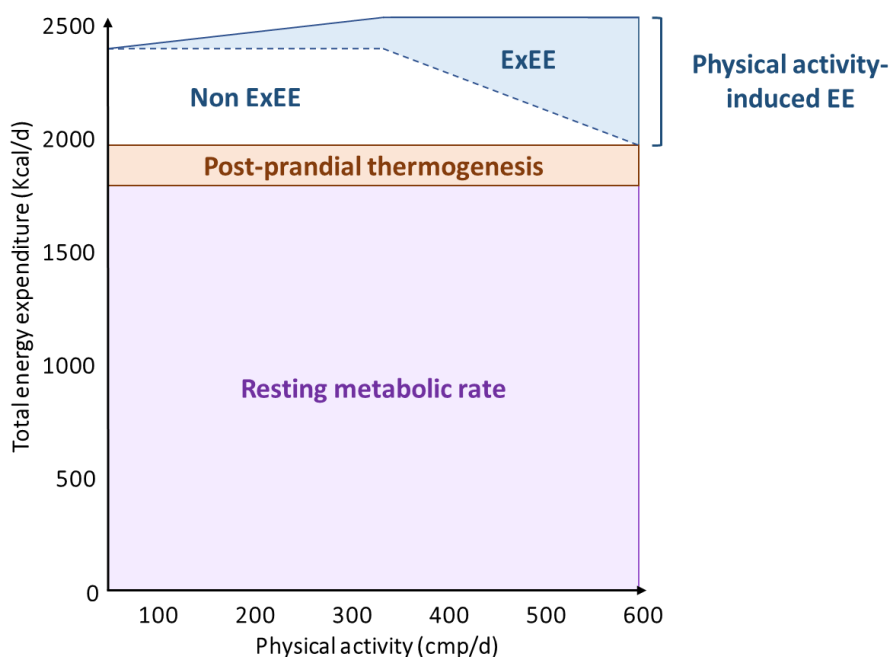 2500
2000
1500
1000
500
0
Total energy expenditure (Kcal/d)
ExEE
Non ExEE
Physical activity-
induced EE
Post-prandial thermogenesis
Resting metabolic rate
100 200 300 400 500 600
Physical activity (cmp/d)